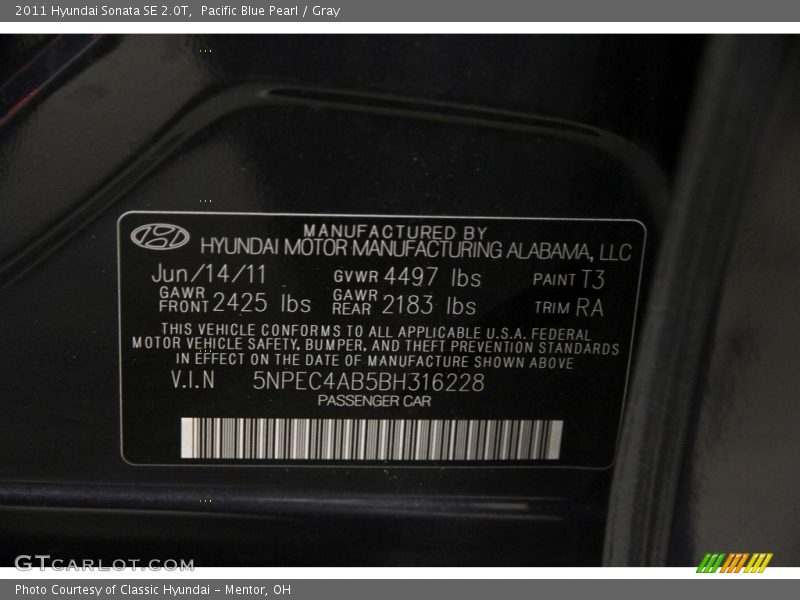 2011 Hyundai Sonata SE 2.0T,  Pacific Blue Pearl / Gray
MANUFACTURED BY
HYUNDAI MOTOR MANUFACTURING ALABAMA, LLC
Jun/14/11 GVWR 4497 lbs PAINT T3
GAWR FRONT 2425 lbs GAWR REAR 2183 lbs TRIM RA
THIS VEHICLE CONFORMS TO ALL APPLICABLE U.S.A. FEDERAL
MOTOR VEHICLE SAFETY, BUMPER, AND THEFT PREVENTION STANDARDS
IN EFFECT ON THE DATE OF MANUFACTURE SHOWN ABOVE
V.I.N 5NPEC4AB5BH316228
PASSENGER CAR
GTCARLOT.COM
Photo Courtesy of Classic Hyundai - Mentor, OH